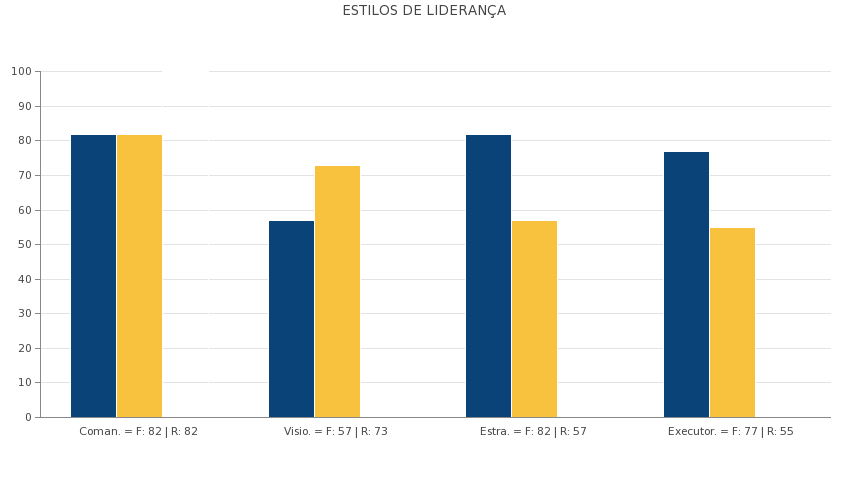 ESTILOS DE LIDERANÇA
100
90
80
70
60
50
40
30
20
10
0
Coman. = F: 82 | R: 82
Visio. = F: 57 | R: 73
Estra. = F: 82 | R: 57
Executor. = F: 77 | R: 55